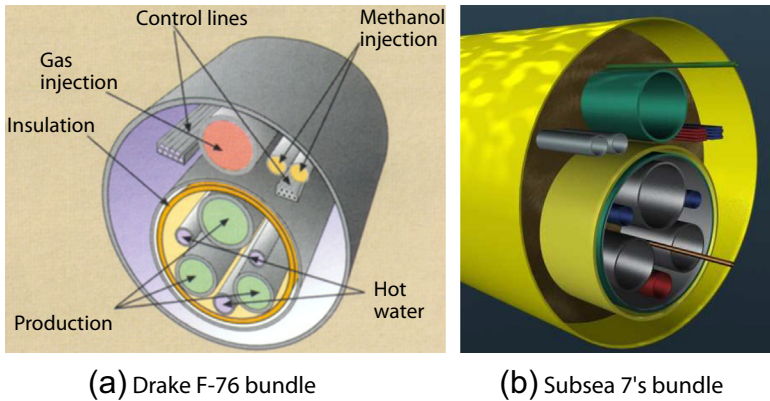 Control lines
Methanol
injection
Gas
injection
Insulation
Production
Hot
water
(a) Drake F-76 bundle
(b) Subsea 7's bundle